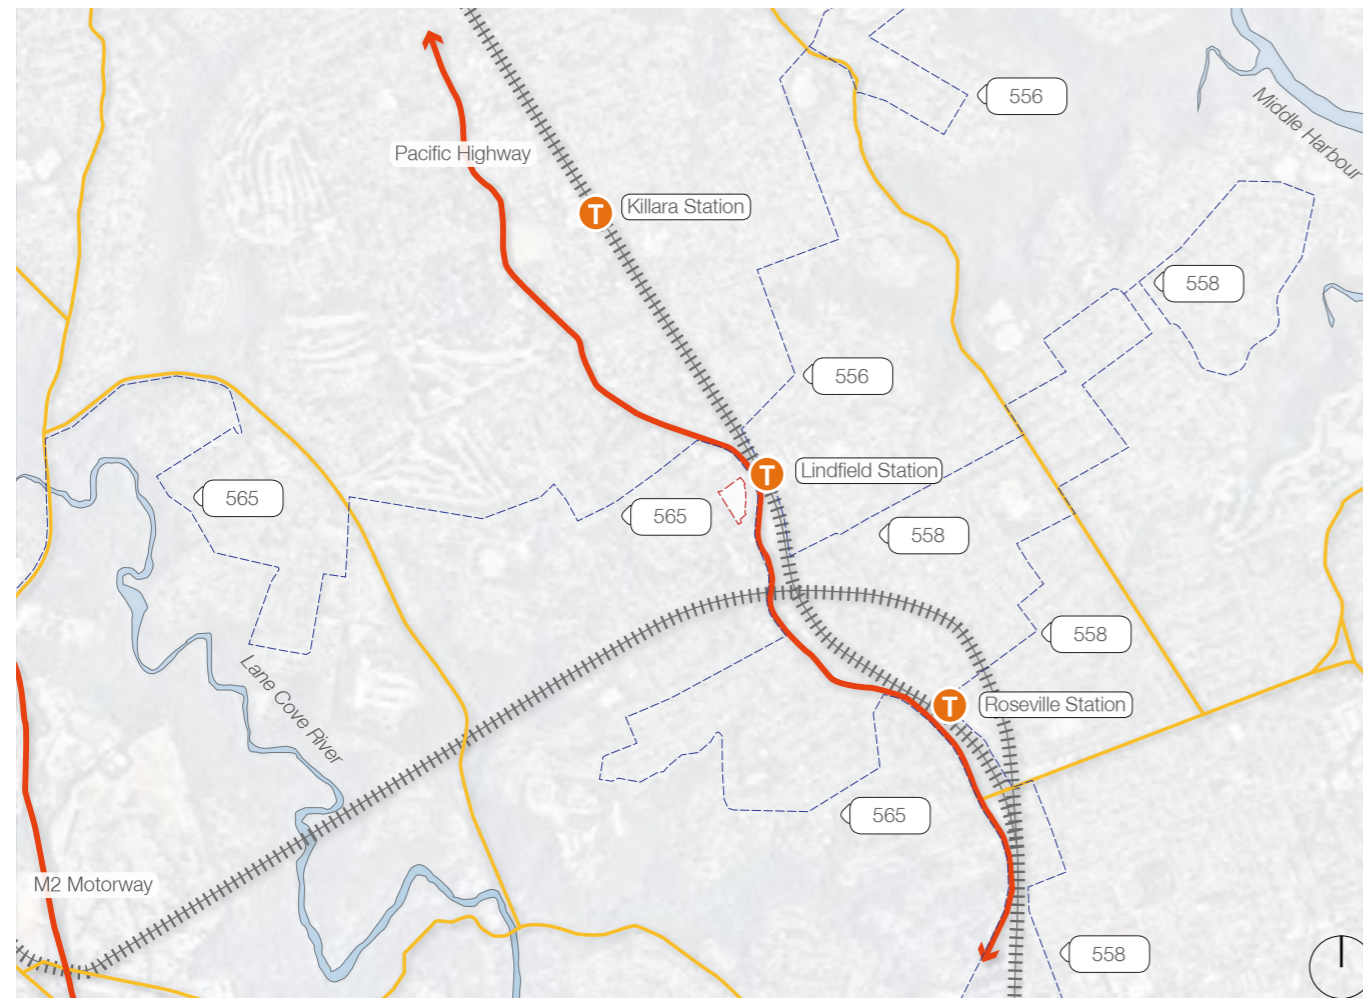 556
Middle Harbour
Pacific Highway
T
Killara Station
558
556
T
Lindfield Station
565
565
558
558
Lane Cove River
T
Roseville Station
565
M2 Motorway
558